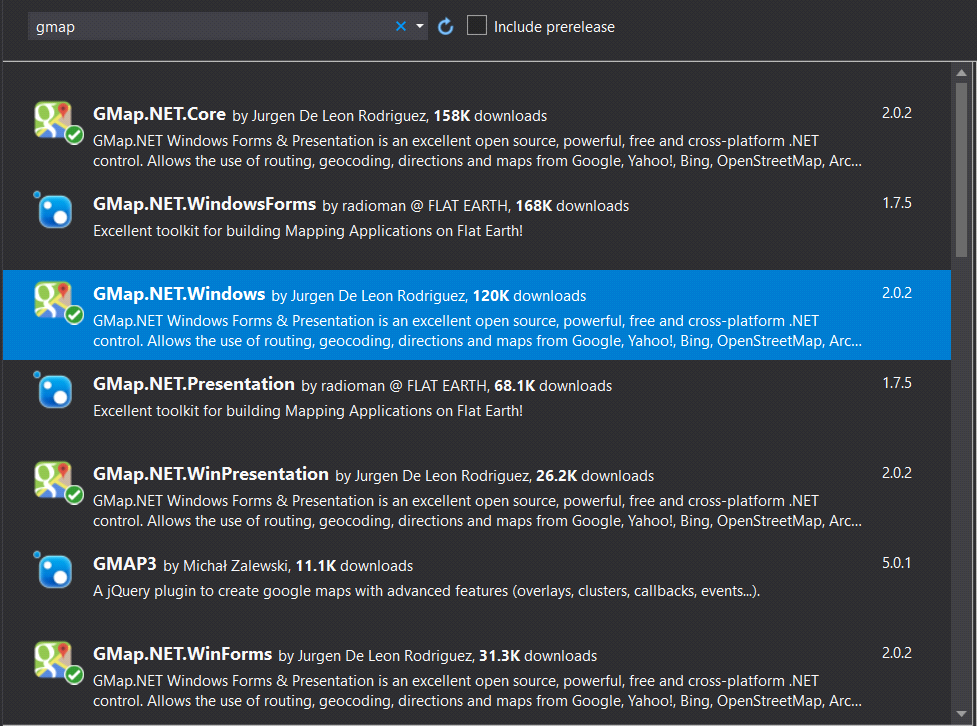 gmap
Include prerelease
GMap.NET.Core by Jurgen De Leon Rodriguez, 158K downloads 2.0.2
GMap.NET Windows Forms & Presentation is an excellent open source, powerful, free and cross-platform .NET
control. Allows the use of routing, geocoding, directions and maps from Google, Yahoo!, Bing, OpenStreetMap, Arc...
GMap.NET.WindowsForms by radioman @ FLAT EARTH, 168K downloads 1.7.5
Excellent toolkit for building Mapping Applications on Flat Earth!
GMap.NET.Windows by Jurgen De Leon Rodriguez, 120K downloads 2.0.2
GMap.NET Windows Forms & Presentation is an excellent open source, powerful, free and cross-platform .NET
control. Allows the use of routing, geocoding, directions and maps from Google, Yahoo!, Bing, OpenStreetMap, Arc...
GMap.NET.Presentation by radioman @ FLAT EARTH, 68.1K downloads 1.7.5
Excellent toolkit for building Mapping Applications on Flat Earth!
GMap.NET.WinPresentation by Jurgen De Leon Rodriguez, 26.2K downloads 2.0.2
GMap.NET Windows Forms & Presentation is an excellent open source, powerful, free and cross-platform .NET
control. Allows the use of routing, geocoding, directions and maps from Google, Yahoo!, Bing, OpenStreetMap, Arc...
GMAP3 by Michał Zalewski, 11.1K downloads 5.0.1
A jQuery plugin to create google maps with advanced features (overlays, clusters, callbacks, events...).
GMap.NET.WinForms by Jurgen De Leon Rodriguez, 31.3K downloads 2.0.2
GMap.NET Windows Forms & Presentation is an excellent open source, powerful, free and cross-platform .NET
control. Allows the use of routing, geocoding, directions and maps from Google, Yahoo!, Bing, OpenStreetMap, Arc...